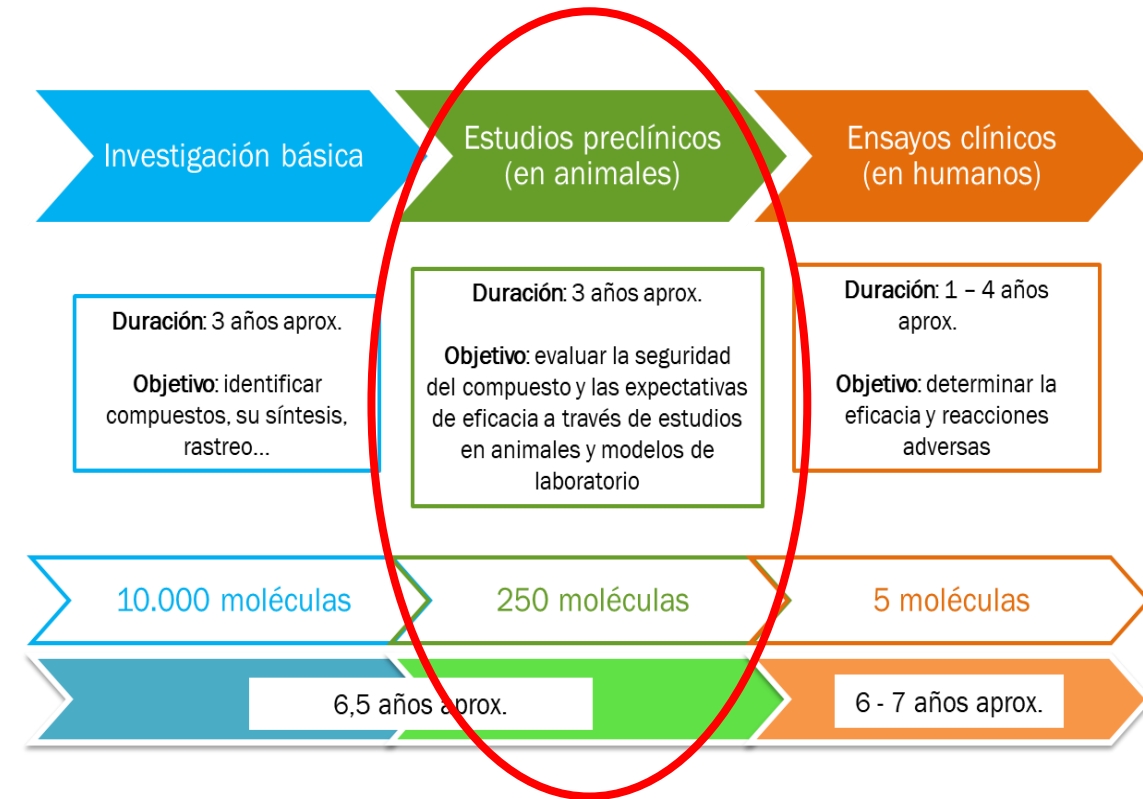 Investigación básica
Estudios preclínicos
(en animales)
Ensayos clínicos
(en humanos)
Duración: 3 años aprox.
Objetivo: identificar
compuestos, su síntesis,
rastreo...
Duración: 3 años aprox.
Objetivo: evaluar la seguridad
del compuesto y las expectativas
de eficacia a través de estudios
en animales y modelos de
laboratorio
Duración: 1 – 4 años
aprox.
Objetivo: determinar la
eficacia y reacciones
adversas
10.000 moléculas
250 moléculas
5 moléculas
6,5 años aprox.
6 - 7 años aprox.